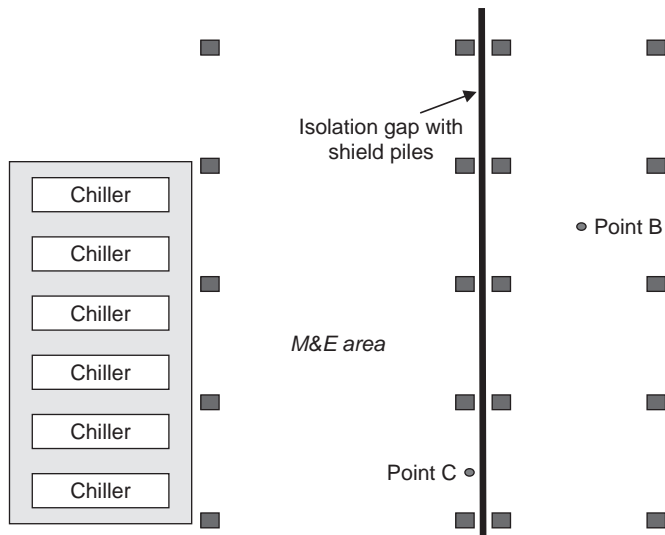 Isolation gap with
shield piles
Chiller
Point B
Chiller
Chiller
M&E area
Chiller
Chiller
Point C
Chiller